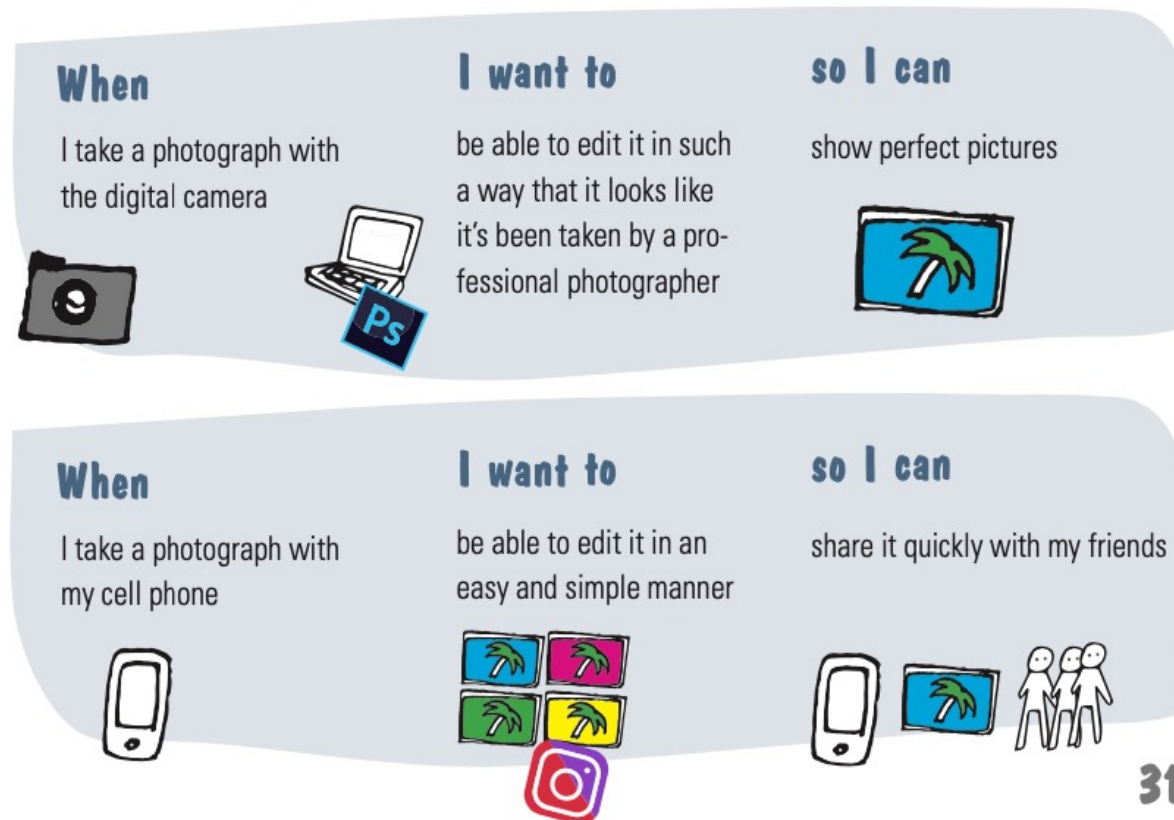 When
I take a photograph with
the digital camera
Ps
I want to
be able to edit it in such
a way that it looks like
it's been taken by a pro-
fessional photographer
so I can
show perfect pictures
When
I take a photograph with
my cell phone
I want to
be able to edit it in an
easy and simple manner
so I can
share it quickly with my friends
31